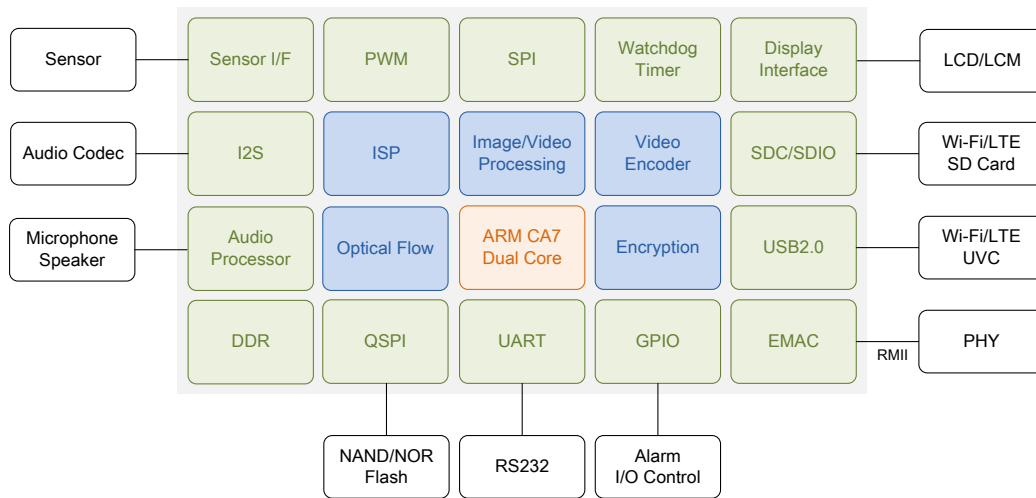 Sensor
Sensor I/F
PWM
SPI
Watchdog
Timer
Display
Interface
LCD/LCM
Audio Codec
I2S
ISP
Image/Video
Processing
Video
Encoder
SDC/SDIO
Wi-Fi/LTE
SD Card
Microphone
Speaker
Audio
Processor
Optical Flow
ARM CA7
Dual Core
Encryption
USB2.0
Wi-Fi/LTE
UVC
DDR
QSPI
UART
GPIO
EMAC
RMII
PHY
NAND/NOR
Flash
RS232
Alarm
I/O Control